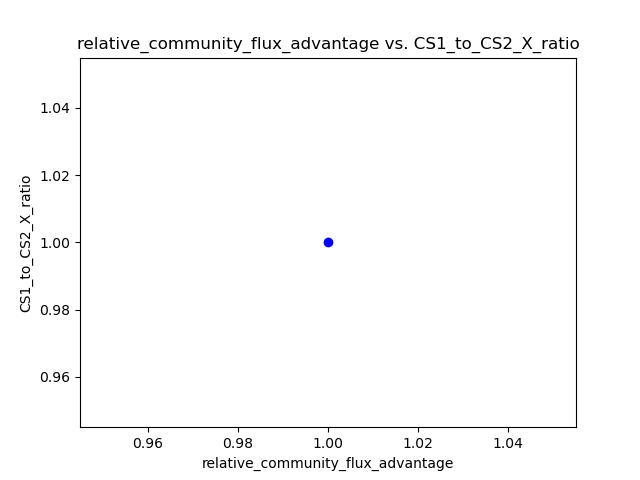 relative_community_flux_advantage vs. CS1_to_CS2_X_ratio
CS1_to_CS2_X_ratio
1.04
1.02
1.00
0.98
0.96
0.96 0.98 1.00 1.02 1.04
relative_community_flux_advantage